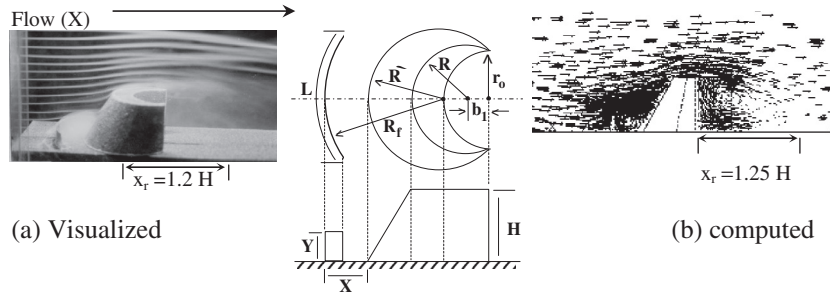 Flow (X)
x_r =1.2 H
(a) Visualized
L
R`
R
r_o
b_1
R_f
Y
X
H
x_r =1.25 H
(b) computed